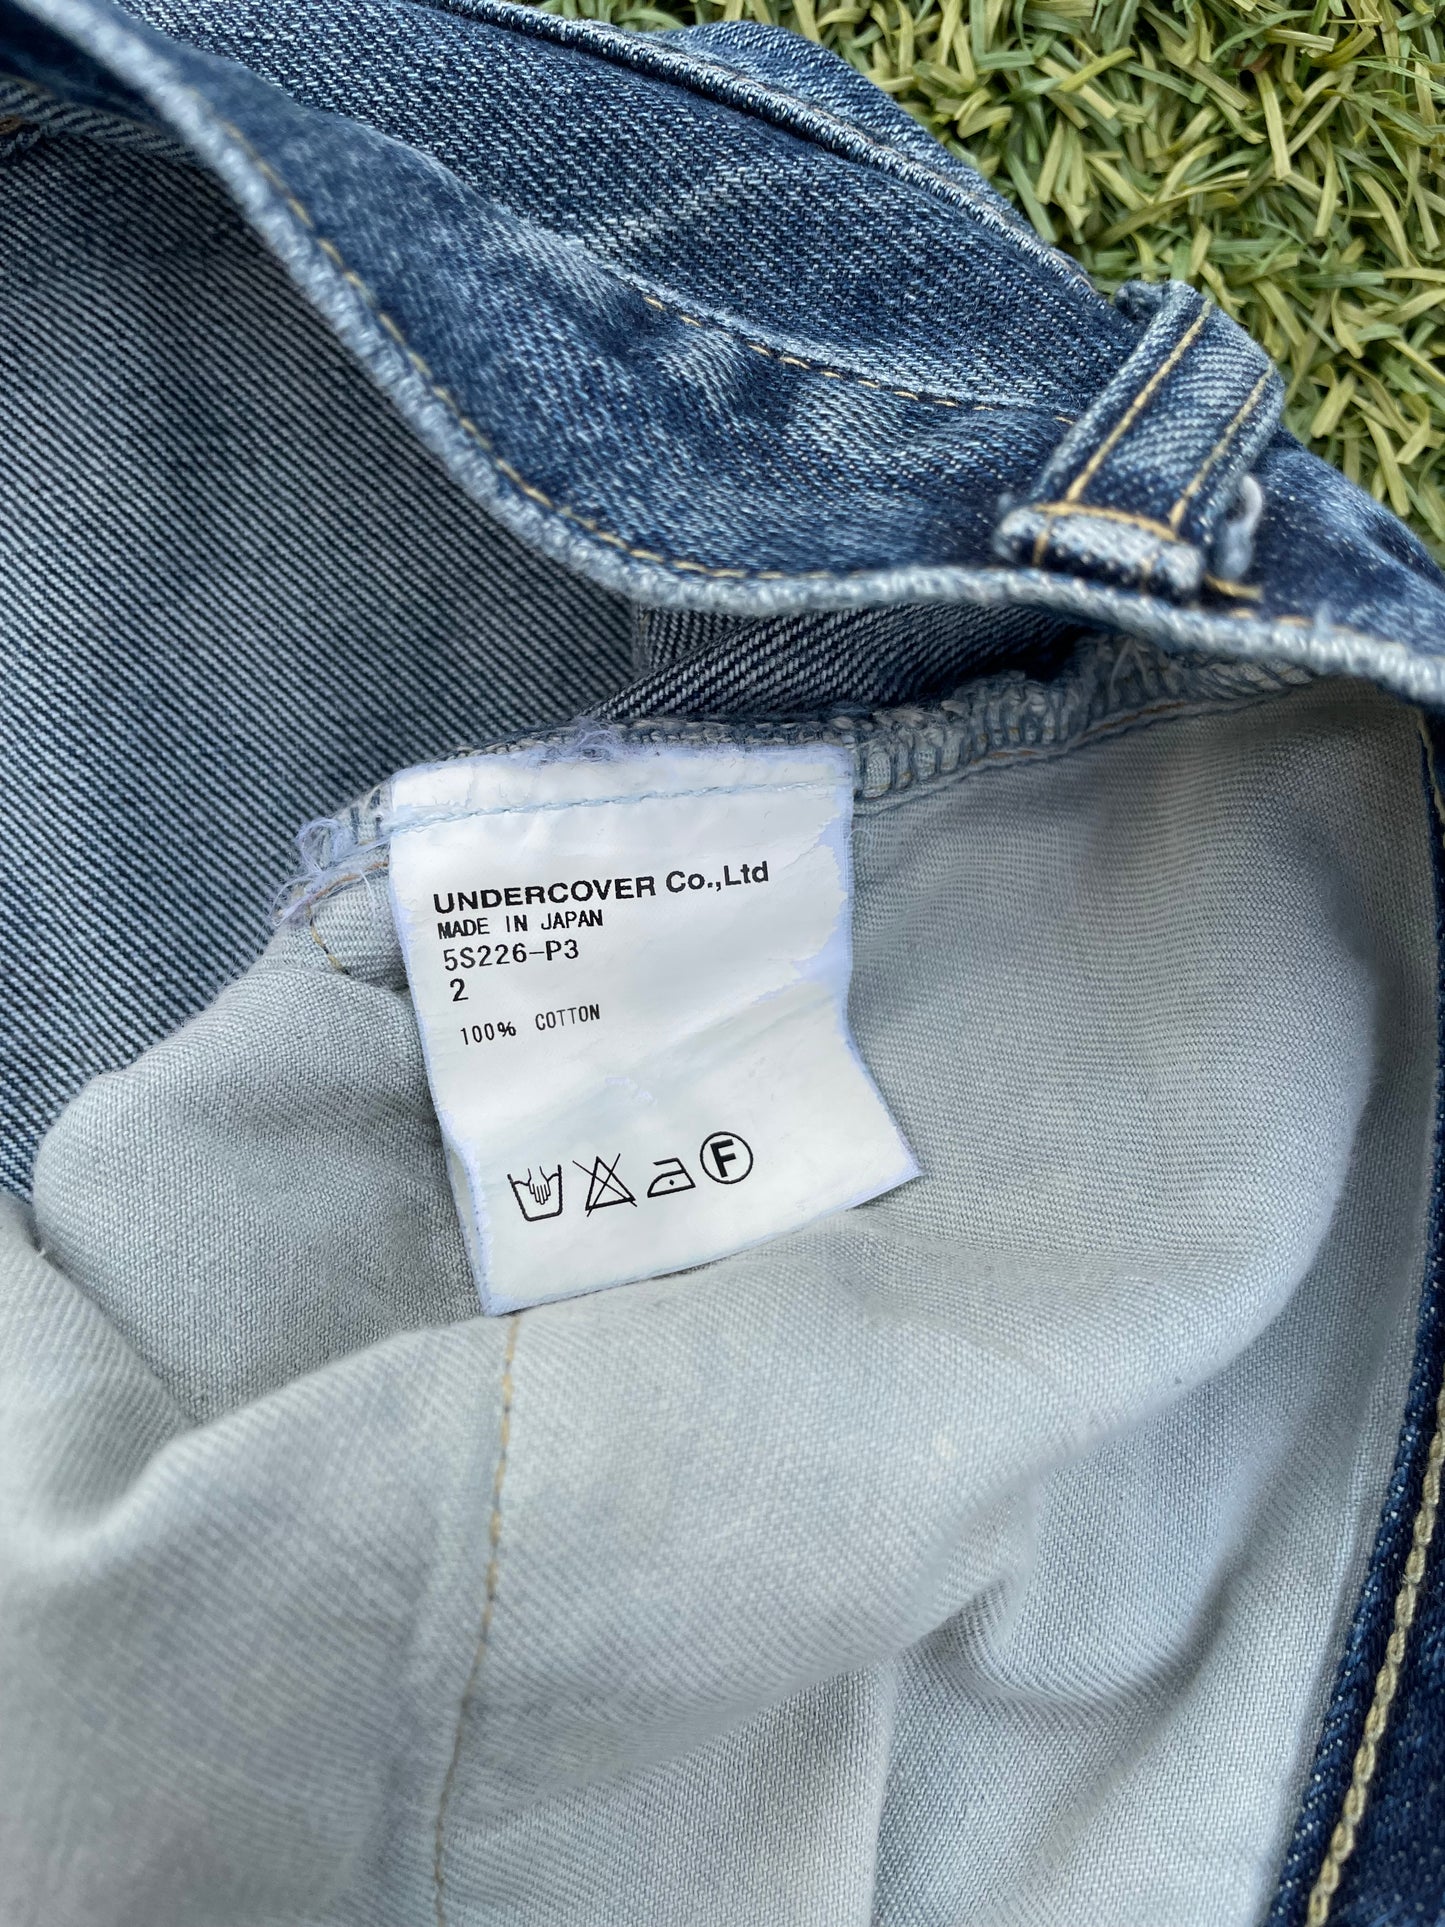 UNDERCOVER Co.,Ltd
MADE IN JAPAN
5S226-P3
2
100% COTTON
F